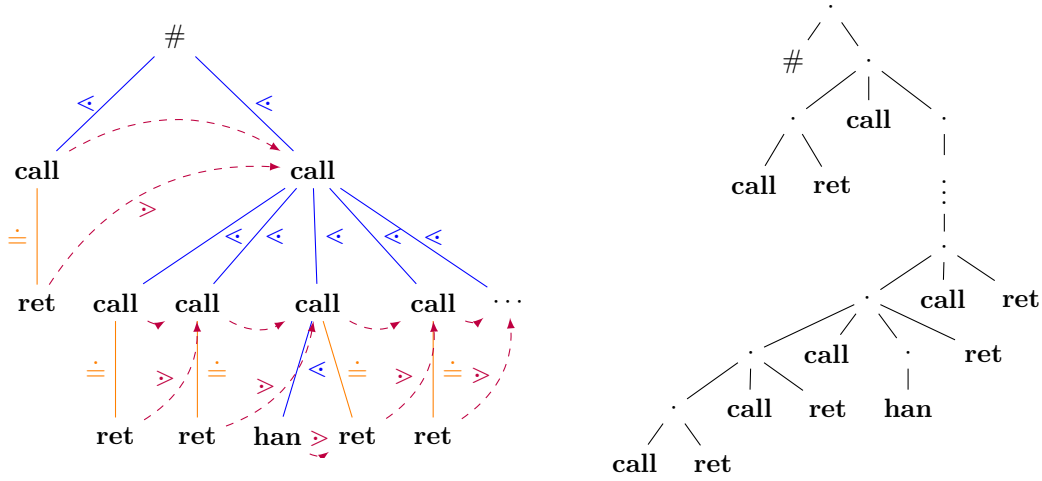 #
⋖ ⋖
call call
⋗
≐ ⋖ ⋖ ⋖ ⋖ ⋖
ret call call call call ⋯
≐ ⋗ ≐ ⋗ ⋖ ≐ ⋗ ≐ ⋗
ret ret han ⋗ ret ret
#
call
call ret
⋮
call ret
call ret
call ret han
call ret